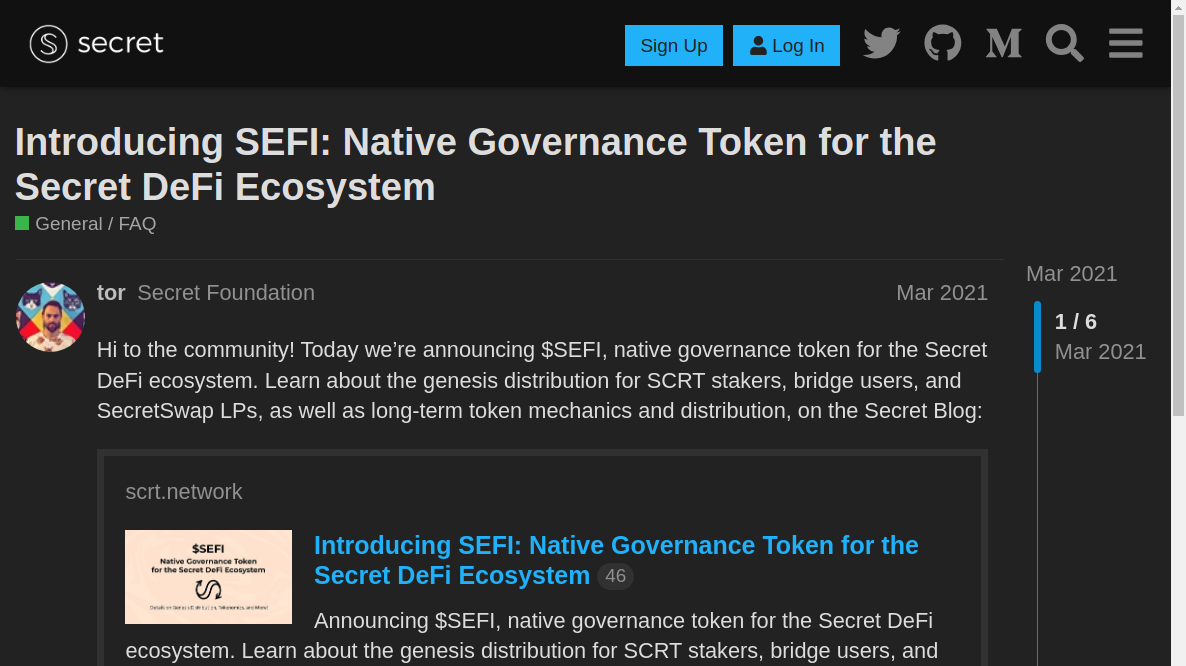 secret
Sign Up
Log In
Introducing SEFI: Native Governance Token for the
Secret DeFi Ecosystem
General / FAQ
Mar 2021
tor Secret Foundation
Mar 2021
1 / 6
Mar 2021
Hi to the community! Today we’re announcing $SEFI, native governance token for the Secret
DeFi ecosystem. Learn about the genesis distribution for SCRT stakers, bridge users, and
SecretSwap LPs, as well as long-term token mechanics and distribution, on the Secret Blog:
scrt.network
$SEFI
Native Governance Token
for the Secret DeFi Ecosystem
Details on Genesis Distribution, Tokenomics, and More!
Introducing SEFI: Native Governance Token for the
Secret DeFi Ecosystem 46
Announcing $SEFI, native governance token for the Secret DeFi
ecosystem. Learn about the genesis distribution for SCRT stakers, bridge users, and